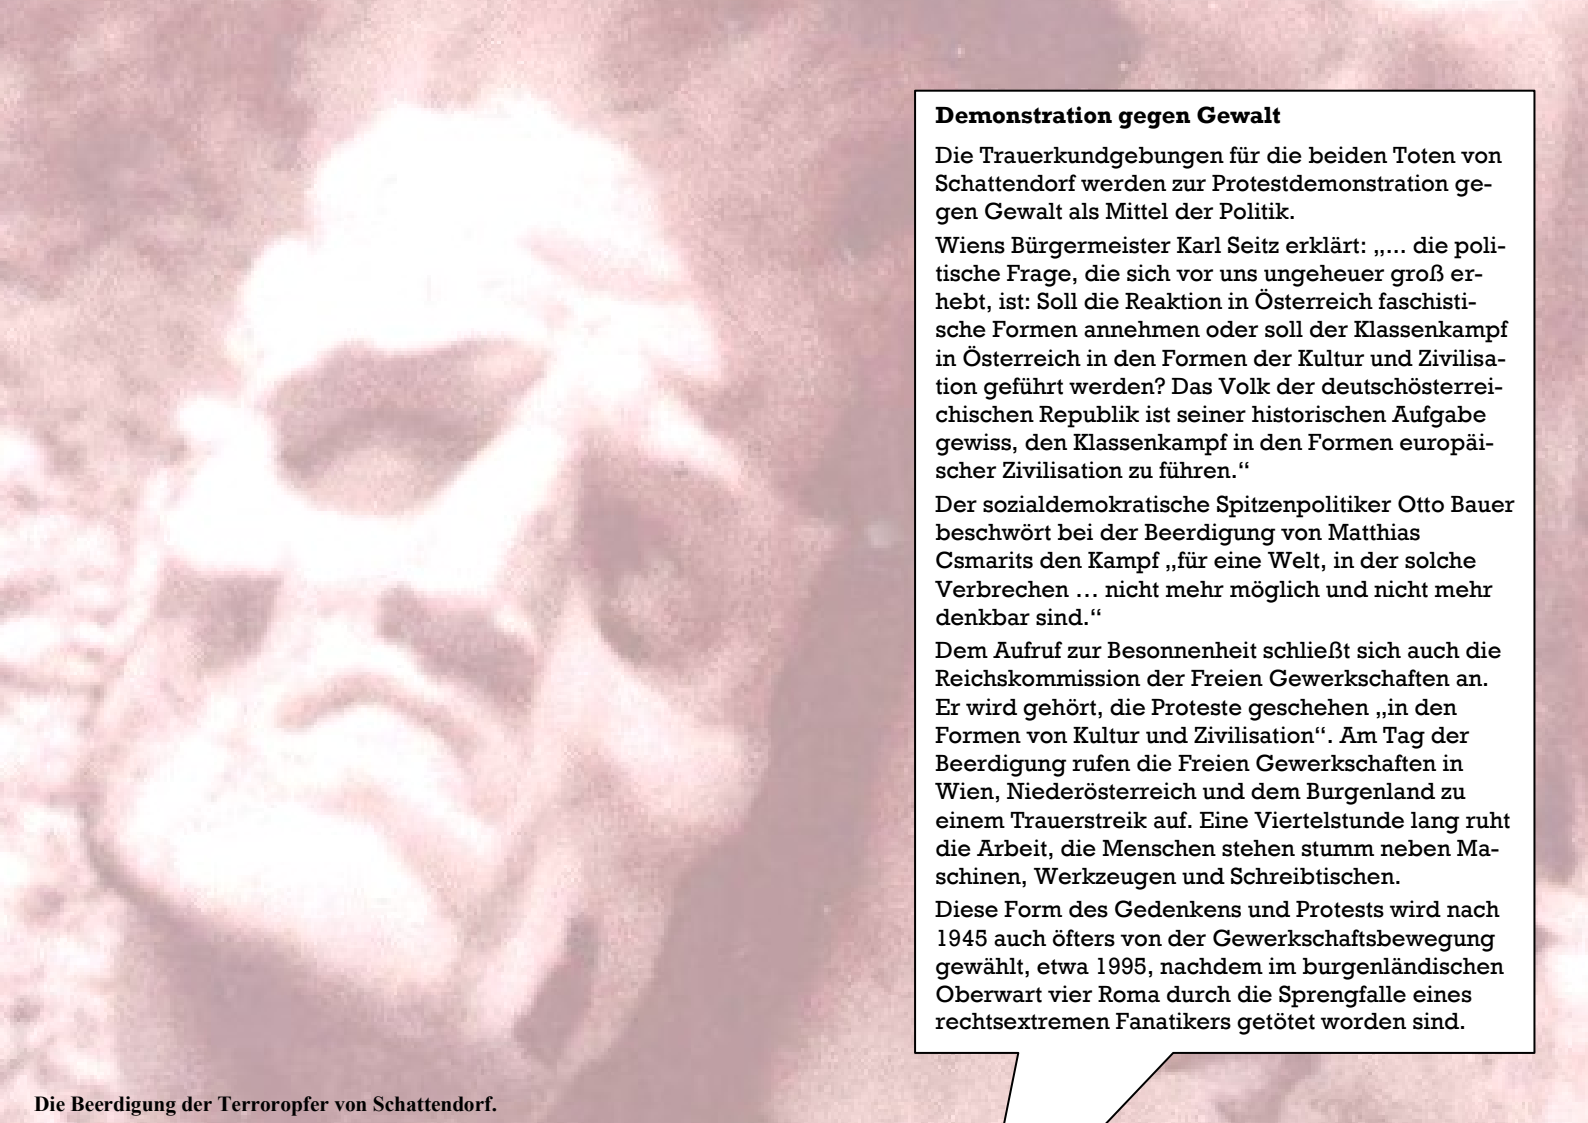 Demonstration gegen Gewalt
Die Trauerkundgebungen für die beiden Toten von
Schattendorf werden zur Protestdemonstration ge-
gen Gewalt als Mittel der Politik.
Wiens Bürgermeister Karl Seitz erklärt: „... die poli-
tische Frage, die sich vor uns ungeheuer groß er-
hebt, ist: Soll die Reaktion in Österreich faschisti-
sche Formen annehmen oder soll der Klassenkampf
in Österreich in den Formen der Kultur und Zivilisa-
tion geführt werden? Das Volk der deutschösterrei-
chischen Republik ist seiner historischen Aufgabe
gewiss, den Klassenkampf in den Formen europäi-
scher Zivilisation zu führen.“
Der sozialdemokratische Spitzenpolitiker Otto Bauer
beschwört bei der Beerdigung von Matthias
Csmarits den Kampf „für eine Welt, in der solche
Verbrechen … nicht mehr möglich und nicht mehr
denkbar sind.“
Dem Aufruf zur Besonnenheit schließt sich auch die
Reichskommission der Freien Gewerkschaften an.
Er wird gehört, die Proteste geschehen „in den
Formen von Kultur und Zivilisation“. Am Tag der
Beerdigung rufen die Freien Gewerkschaften in
Wien, Niederösterreich und dem Burgenland zu
einem Trauerstreik auf. Eine Viertelstunde lang ruht
die Arbeit, die Menschen stehen stumm neben Ma-
schinen, Werkzeugen und Schreibtischen.
Diese Form des Gedenkens und Protests wird nach
1945 auch öfters von der Gewerkschaftsbewegung
gewählt, etwa 1995, nachdem im burgenländischen
Oberwart vier Roma durch die Sprengfalle eines
rechtsextremen Fanatikers getötet worden sind.
Die Beerdigung der Terroropfer von Schattendorf.